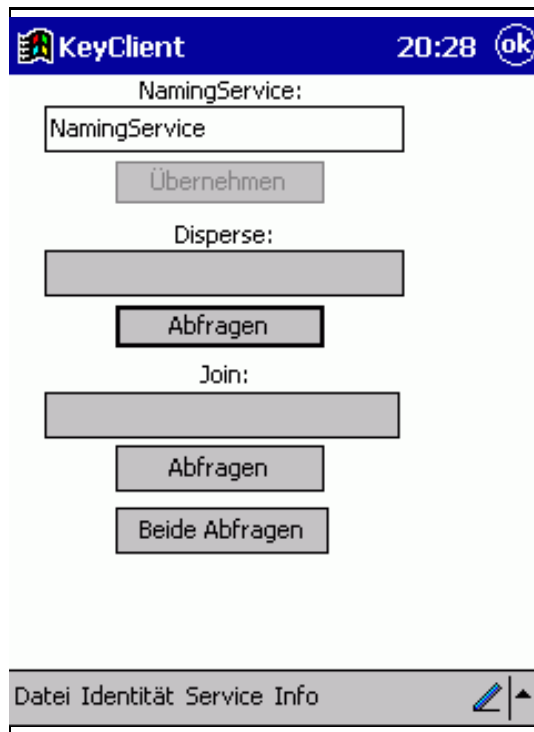 KeyClient 20:28 ok
NamingService:
NamingService
Übernehmen
Disperse:
Abfragen
Join:
Abfragen
Beide Abfragen
Datei Identität Service Info